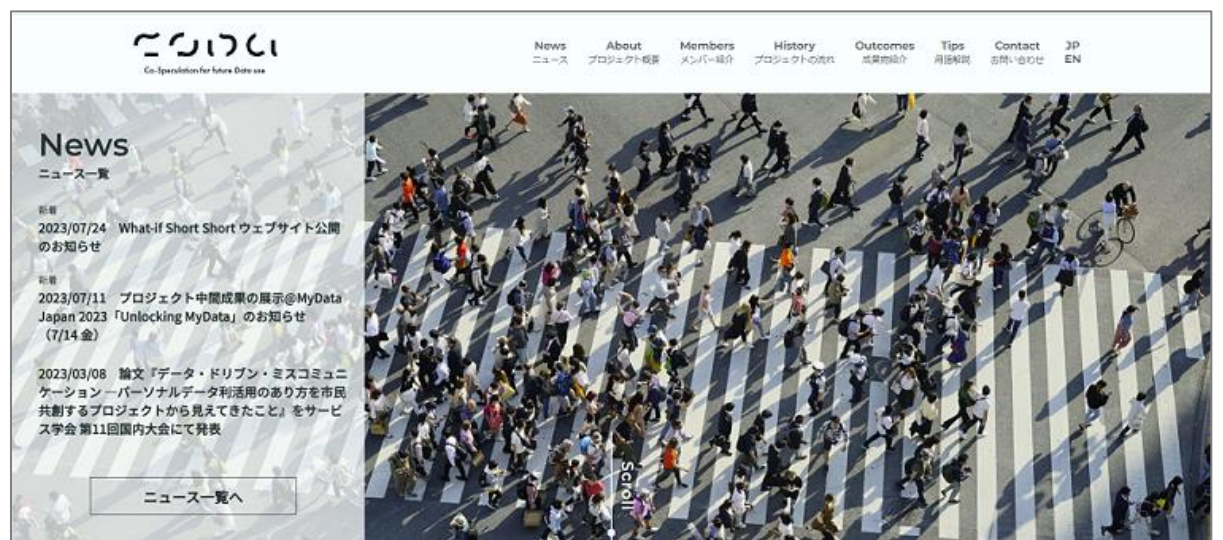 Co-Speculation for future Data use
News
ニュース
About
プロジェクト概要
Members
メンバー紹介
History
プロジェクトの流れ
Outcomes
成果物紹介
Tips
用語解説
Contact
お問い合わせ
JP
EN
News
ニュース一覧
新着
2023/07/24 What-if Short Short ウェブサイト公開
のお知らせ
新着
2023/07/11 プロジェクト中間成果の展示@MyData
Japan 2023「Unlocking MyData」のお知らせ
（7/14 金）
2023/03/08 論文『データ・ドリブン・ミスコミュニ
ケーション ─パーソナルデータ利活用のあり方を市民
共創するプロジェクトから見えてきたこと』をサービ
ス学会 第11回国内大会にて発表
ニュース一覧へ
Scroll